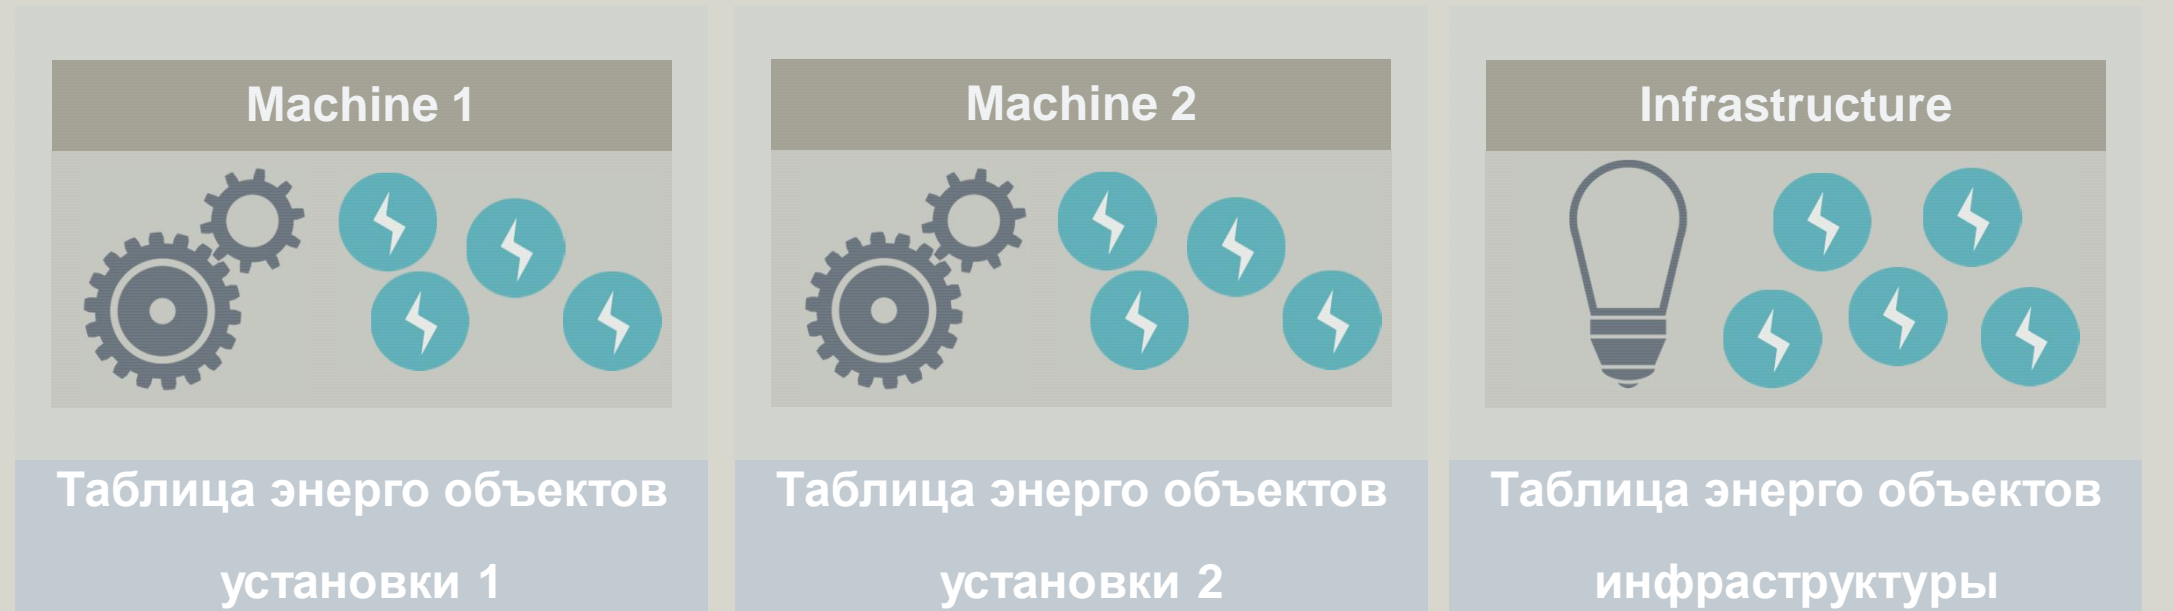 Machine 1
Machine 2
Infrastructure
Таблица энерго объектов
установки 1
Таблица энерго объектов
установки 2
Таблица энерго объектов
инфраструктуры